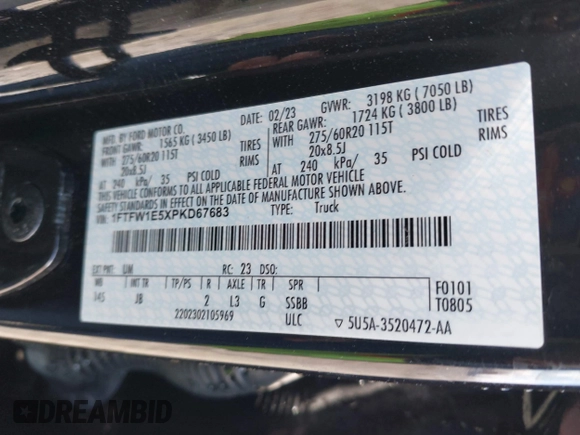 MFD. BY FORD MOTOR CO.
DATE: 02/23 GVWR: 3198 KG ( 7050 LB)
FRONT GAWR: 1565 KG ( 3450 LB)
REAR GAWR: 1724 KG ( 3800 LB)
275/60R20 115T TIRES 275/60R20 115T TIRES
20x8.5J RIMS 20x8.5J RIMS
AT 240 kPa/ 35 PSI COLD AT 240 kPa/ 35 PSI COLD
THIS VEHICLE CONFORMS TO ALL APPLICABLE FEDERAL MOTOR VEHICLE
SAFETY STANDARDS IN EFFECT ON THE DATE OF MANUFACTURE SHOWN ABOVE.
VIN: 1FTFW1E5XPKD67683 TYPE: Truck
EXT PNT: UM RC: 23 DSO:
WB INT TR TP/PS R AXLE TR SPR F0101
145 JB 2 L3 G SSBB T0805
2202302105969 ULC ▽ 5U5A-3520472-AA
DREAMBID